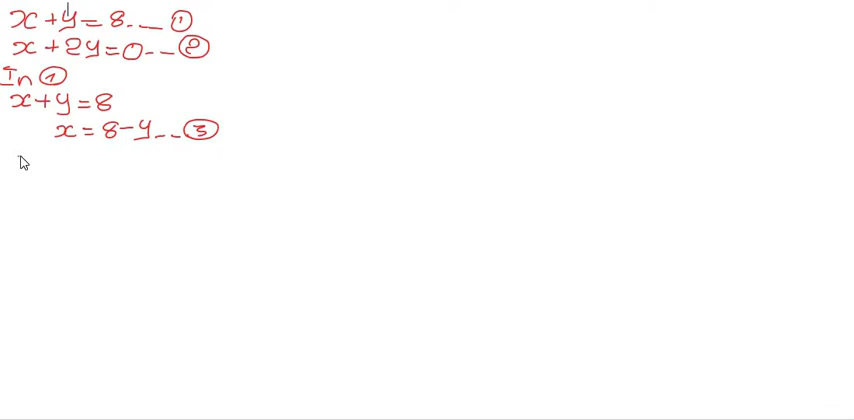 x + y = 8 - -- ①
x + 2y = 0 - -- ②
In ①
x + y = 8
x = 8 - y - -- ③